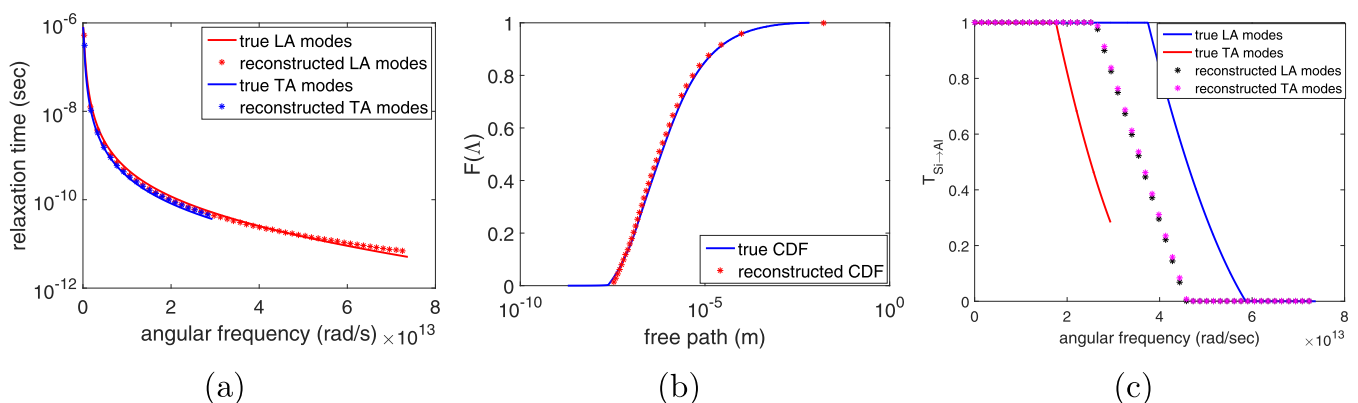 10^-6
10^-8
10^-10
10^-12
relaxation time (sec)
0 2 4 6 8
angular frequency (rad/s) ×10^13
true LA modes
reconstructed LA modes
true TA modes
reconstructed TA modes
(a)
1
0.8
0.6
0.4
0.2
0
F(Λ)
10^-10 10^-5 10^0
free path (m)
true CDF
reconstructed CDF
(b)
1
0.8
0.6
0.4
0.2
0
T_Si→Al
0 2 4 6 8
angular frequency (rad/sec) ×10^13
true LA modes
true TA modes
reconstructed LA modes
reconstructed TA modes
(c)